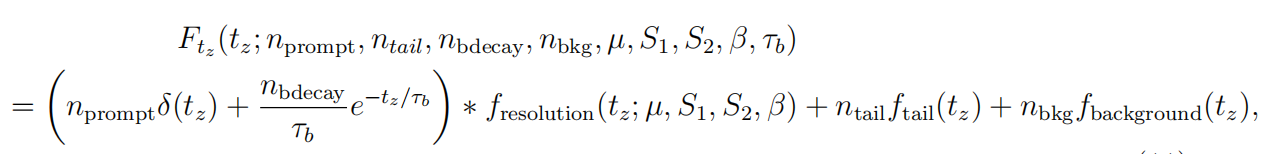 F_{t_z}(t_z; n_{prompt}, n_{tail}, n_{bdecay}, n_{bkg}, μ, S_1, S_2, β, τ_b)
= ( n_{prompt} δ(t_z) + \frac{n_{bdecay}}{τ_b} e^{-t_z/τ_b} ) * f_{resolution}(t_z; μ, S_1, S_2, β) + n_{tail} f_{tail}(t_z) + n_{bkg} f_{background}(t_z),